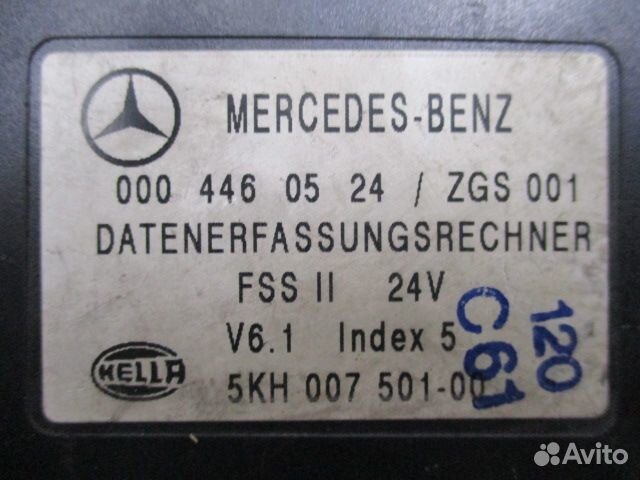 MERCEDES-BENZ
000 446 05 24 / ZGS 001
DATENERFASSUNGSRECHNER
FSS II 24V
V6.1 Index 5
HELLA
5KH 007 501-00
120
C61
Avito